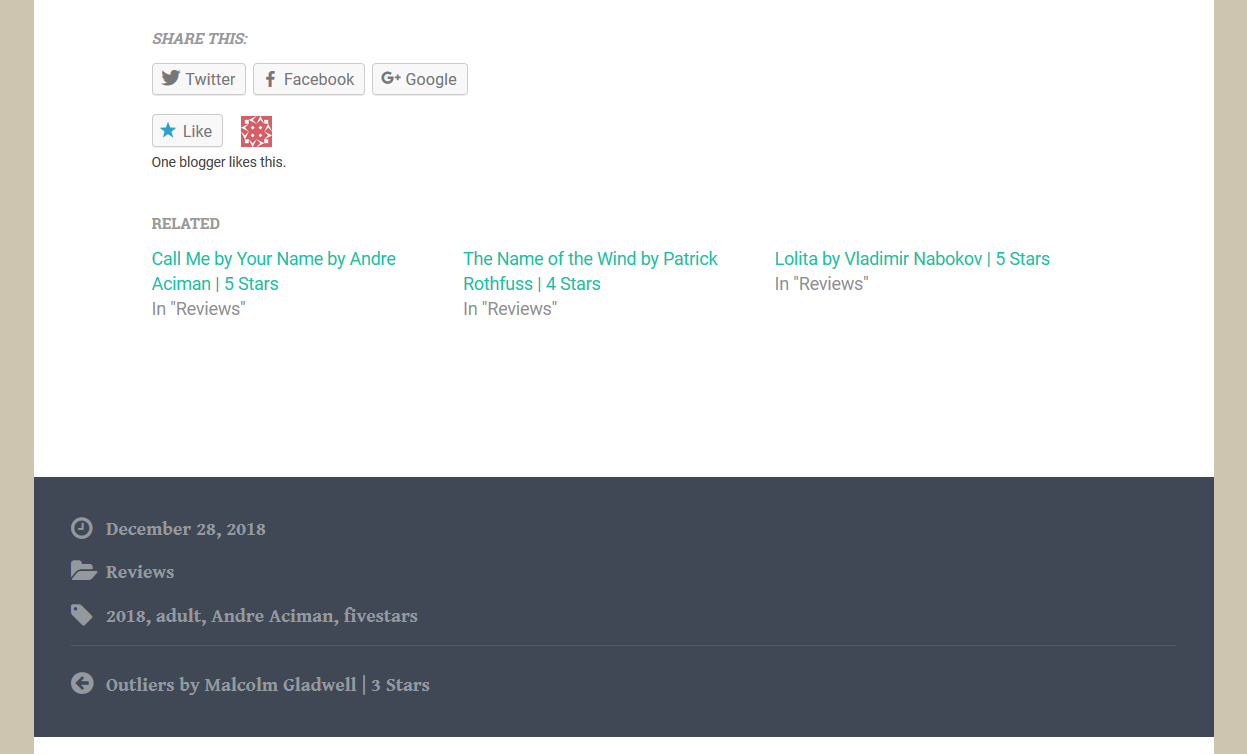 SHARE THIS:
Twitter Facebook G+ Google
Like
One blogger likes this.
RELATED
Call Me by Your Name by Andre
Aciman | 5 Stars
In "Reviews"
The Name of the Wind by Patrick
Rothfuss | 4 Stars
In "Reviews"
Lolita by Vladimir Nabokov | 5 Stars
In "Reviews"
December 28, 2018
Reviews
2018, adult, Andre Aciman, fivestars
Outliers by Malcolm Gladwell | 3 Stars